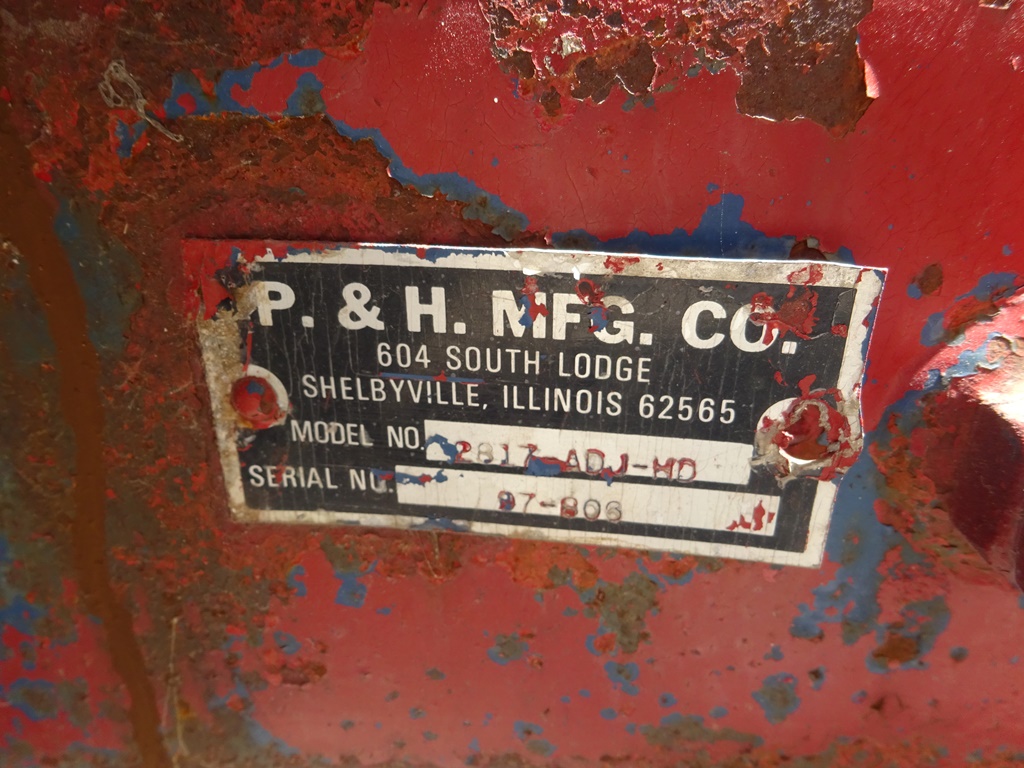 P. & H. MFG. CO.
604 SOUTH LODGE
SHELBYVILLE, ILLINOIS 62565
MODEL NO. 2817-ADJ-HD
SERIAL NO. 97-806